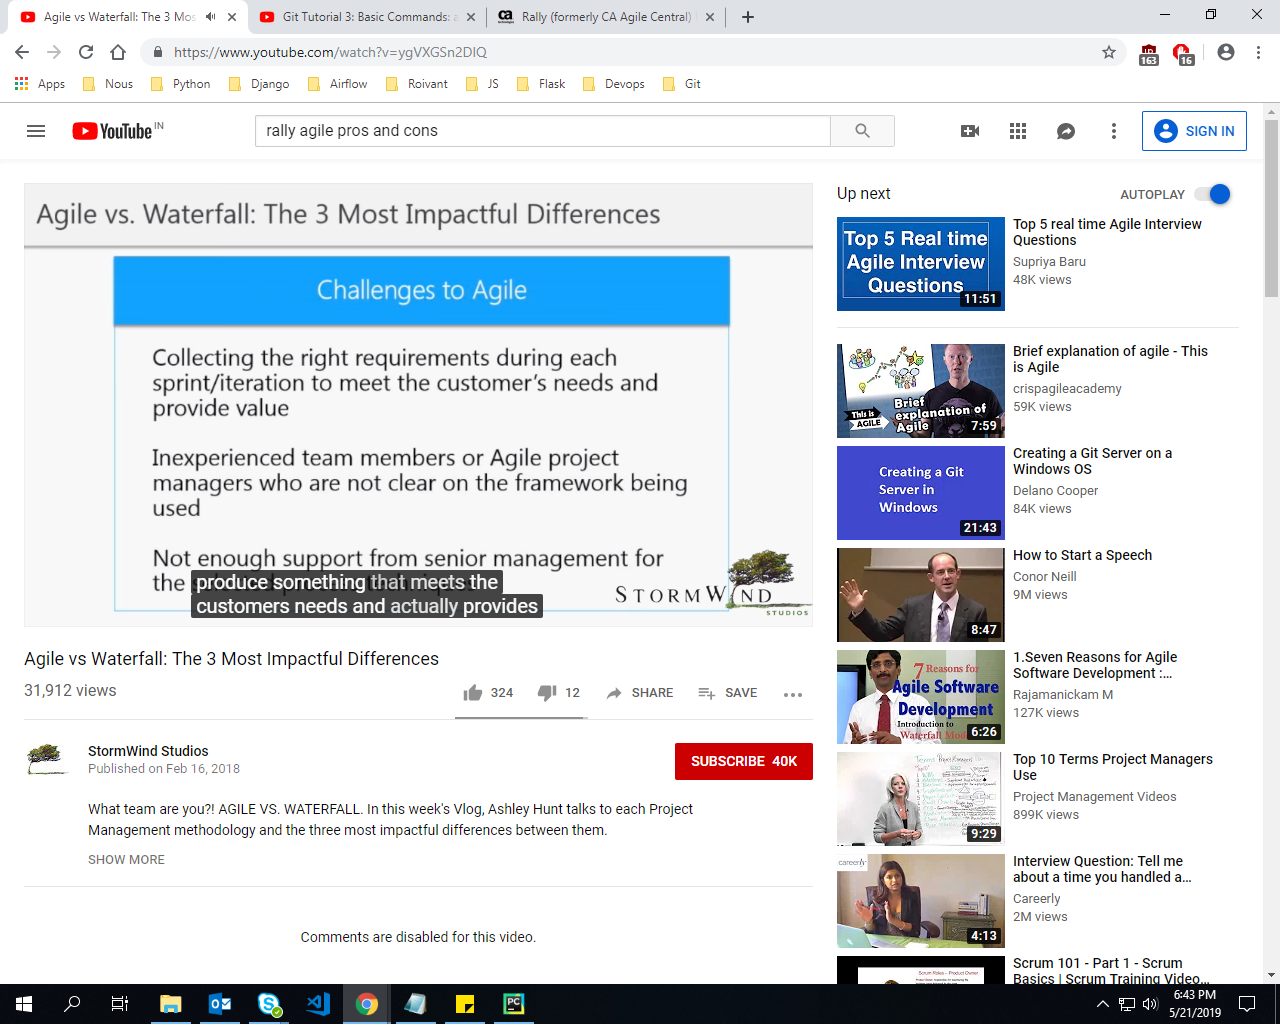 Agile vs Waterfall: The 3 Mos
Git Tutorial 3: Basic Commands: a
ca
Rally (formerly CA Agile Central)
https://www.youtube.com/watch?v=ygVXGSn2DlQ
163
16
Apps
Nous
Python
Django
Airflow
Roivant
JS
Flask
Devops
Git
YouTube IN
rally agile pros and cons
SIGN IN
Agile vs. Waterfall: The 3 Most Impactful Differences
Challenges to Agile
Collecting the right requirements during each
sprint/iteration to meet the customer's needs and
provide value
Inexperienced team members or Agile project
managers who are not clear on the framework being
used
Not enough support from senior management for
the
produce something that meets the
customers needs and actually provides
STORMWIND
STUDIOS
Agile vs Waterfall: The 3 Most Impactful Differences
31,912 views
324
12
SHARE
SAVE
StormWind Studios
Published on Feb 16, 2018
SUBSCRIBE 40K
What team are you?! AGILE VS. WATERFALL. In this week's Vlog, Ashley Hunt talks to each Project
Management methodology and the three most impactful differences between them.
SHOW MORE
Comments are disabled for this video.
Up next
AUTOPLAY
Top 5 Real time
Agile Interview
Questions
11:51
Top 5 real time Agile Interview
Questions
Supriya Baru
48K views
This is
AGILE
Brief
explanation of
Agile
7:59
Brief explanation of agile - This
is Agile
crispagileacademy
59K views
Creating a Git
Server in
Windows
21:43
Creating a Git Server on a
Windows OS
Delano Cooper
84K views
8:47
How to Start a Speech
Conor Neill
9M views
7 Reasons for
Agile Software
Development
Introduction to
Waterfall Mod
6:26
1.Seven Reasons for Agile
Software Development :...
Rajamanickam M
127K views
9:29
Top 10 Terms Project Managers
Use
Project Management Videos
899K views
careerly
4:13
Interview Question: Tell me
about a time you handled a...
Careerly
2M views
Scrum Roles - Product Owner
Scrum 101 - Part 1 - Scrum
Basics | Scrum Training Video...
6:43 PM
5/21/2019